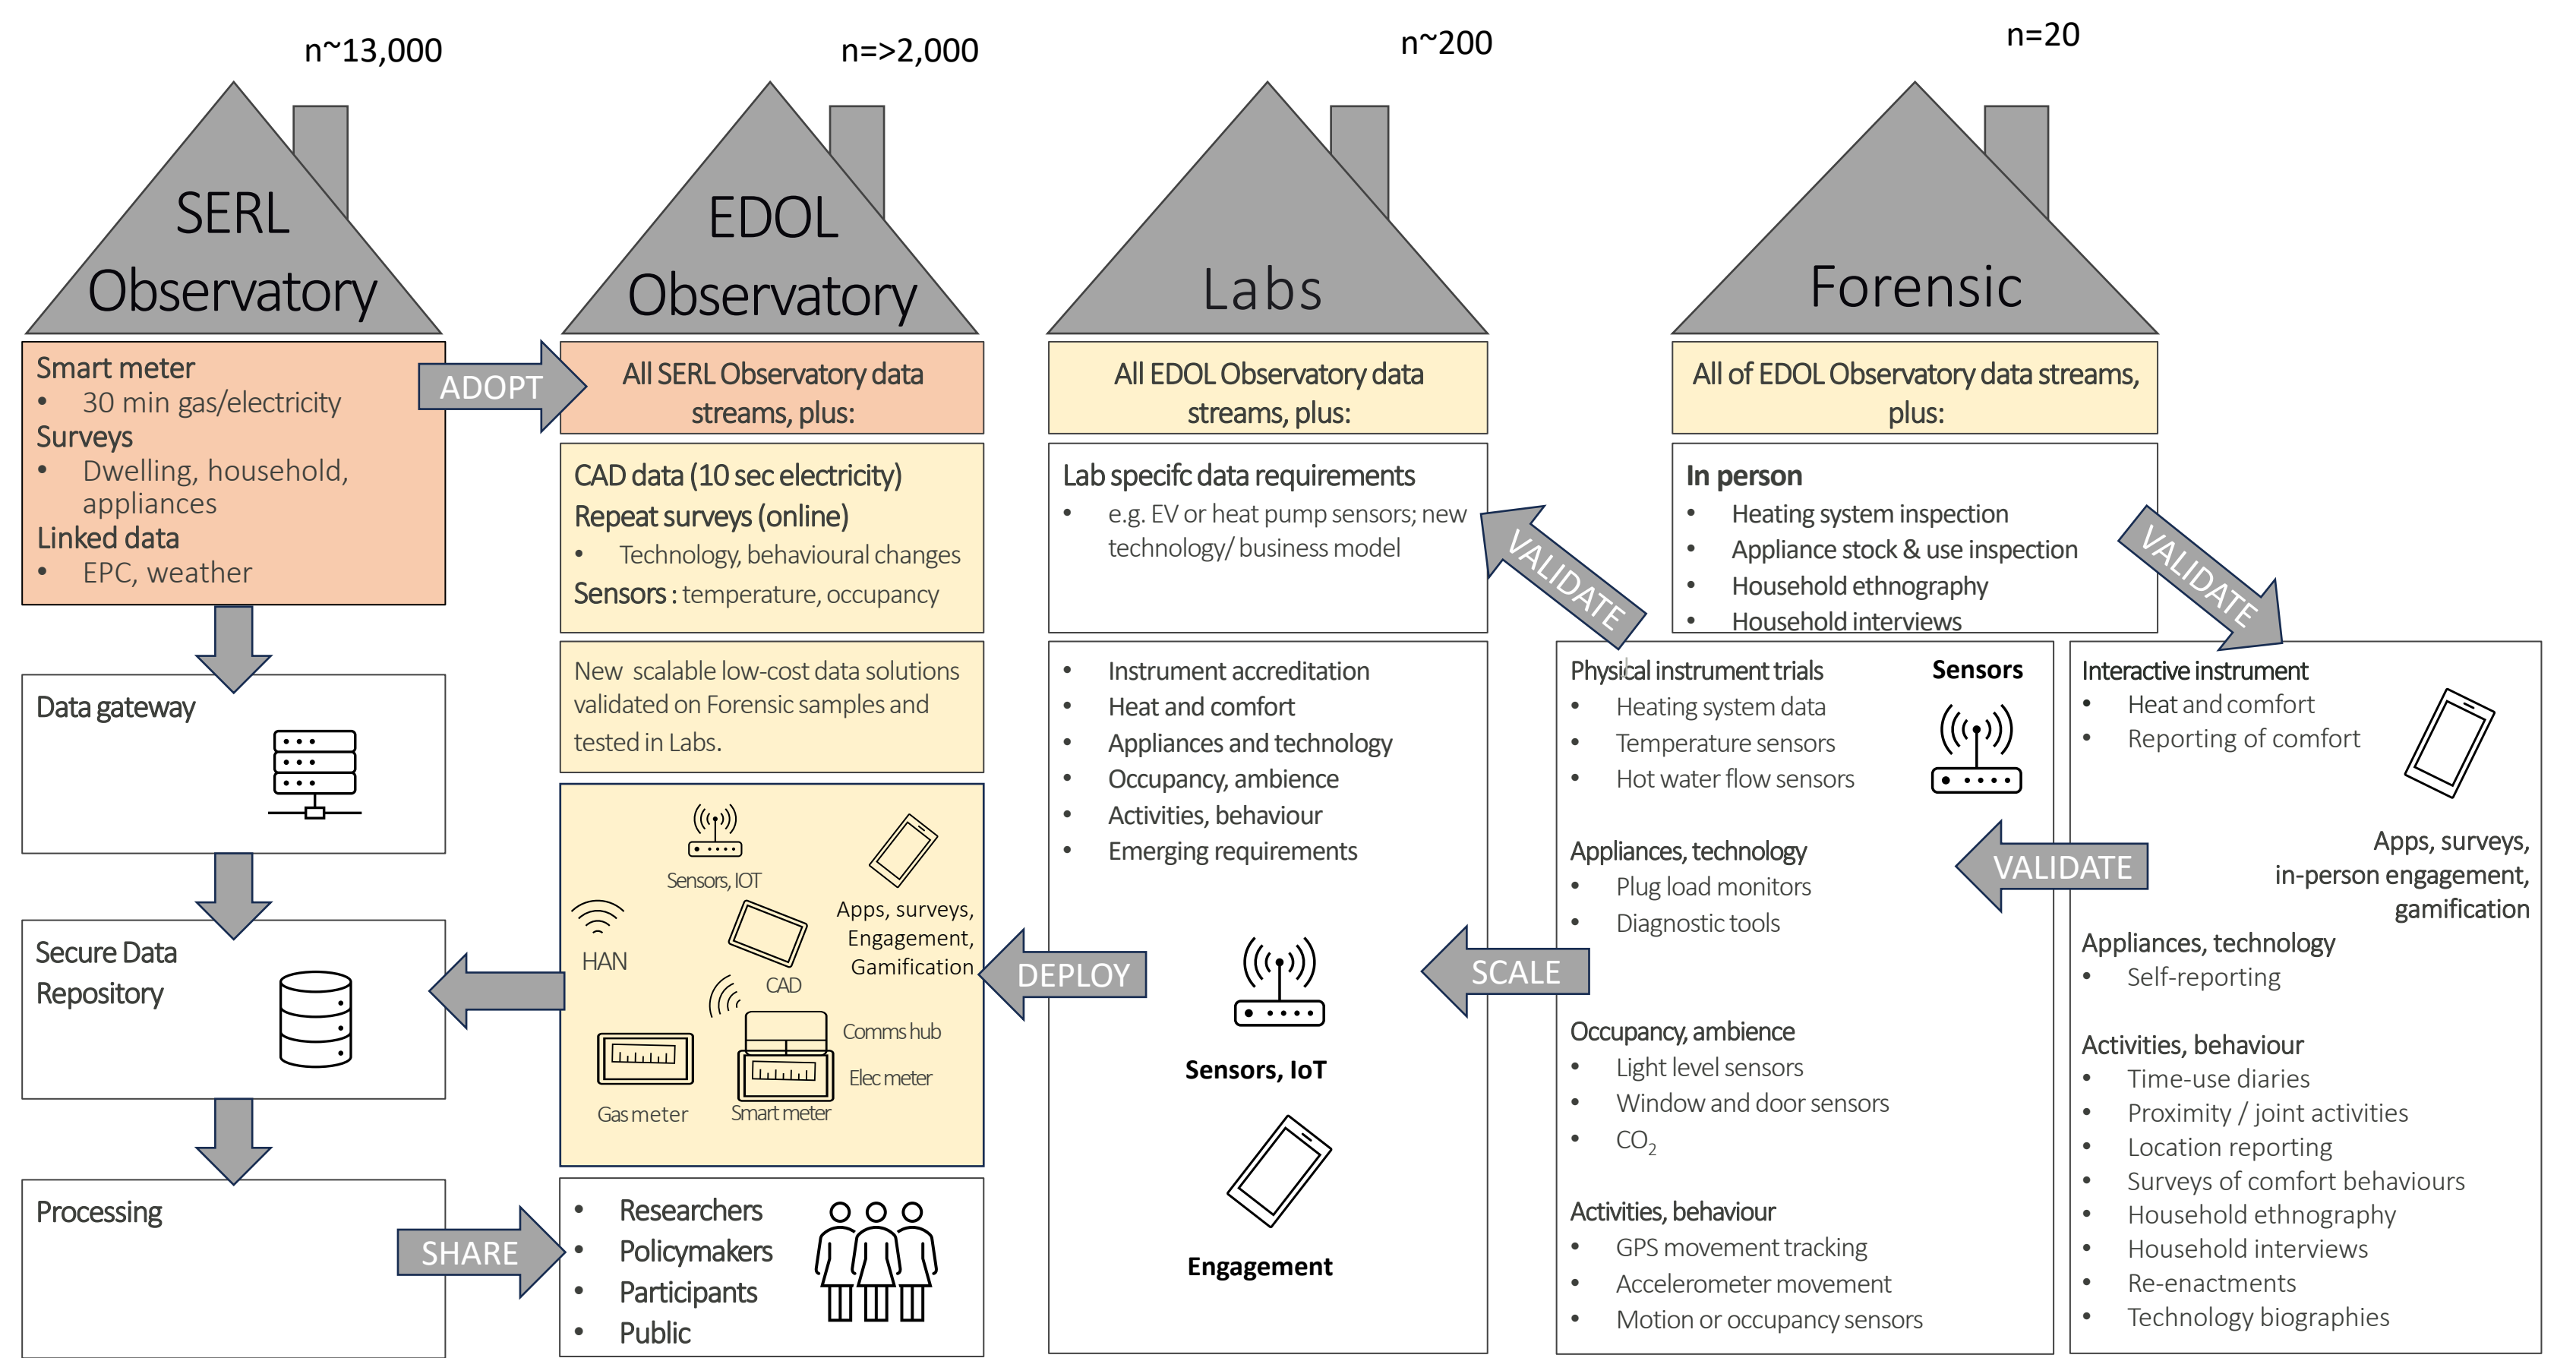 n~13,000
SERL
Observatory
Smart meter
• 30 min gas/electricity
Surveys
• Dwelling, household,
appliances
Linked data
• EPC, weather
Data gateway
Secure Data
Repository
Processing
ADOPT
SHARE
n=>2,000
EDOL
Observatory
All SERL Observatory data
streams, plus:
CAD data (10 sec electricity)
Repeat surveys (online)
• Technology, behavioural changes
Sensors : temperature, occupancy
New scalable low-cost data solutions
validated on Forensic samples and
tested in Labs.
Sensors, IOT
HAN
CAD
Apps, surveys,
Engagement,
Gamification
Comms hub
Elec meter
Gas meter
Smart meter
• Researchers
• Policymakers
• Participants
• Public
DEPLOY
n~200
Labs
All EDOL Observatory data
streams, plus:
Lab specifc data requirements
• e.g. EV or heat pump sensors; new
technology/ business model
• Instrument accreditation
• Heat and comfort
• Appliances and technology
• Occupancy, ambience
• Activities, behaviour
• Emerging requirements
Sensors, IoT
Engagement
VALIDATE
SCALE
n=20
Forensic
All of EDOL Observatory data streams,
plus:
In person
• Heating system inspection
• Appliance stock & use inspection
• Household ethnography
• Household interviews
VALIDATE
Physical instrument trials
• Heating system data
• Temperature sensors
• Hot water flow sensors
Sensors
Appliances, technology
• Plug load monitors
• Diagnostic tools
Occupancy, ambience
• Light level sensors
• Window and door sensors
• CO2
Activities, behaviour
• GPS movement tracking
• Accelerometer movement
• Motion or occupancy sensors
VALIDATE
Interactive instrument
• Heat and comfort
• Reporting of comfort
Apps, surveys,
in-person engagement,
gamification
Appliances, technology
• Self-reporting
Activities, behaviour
• Time-use diaries
• Proximity / joint activities
• Location reporting
• Surveys of comfort behaviours
• Household ethnography
• Household interviews
• Re-enactments
• Technology biographies